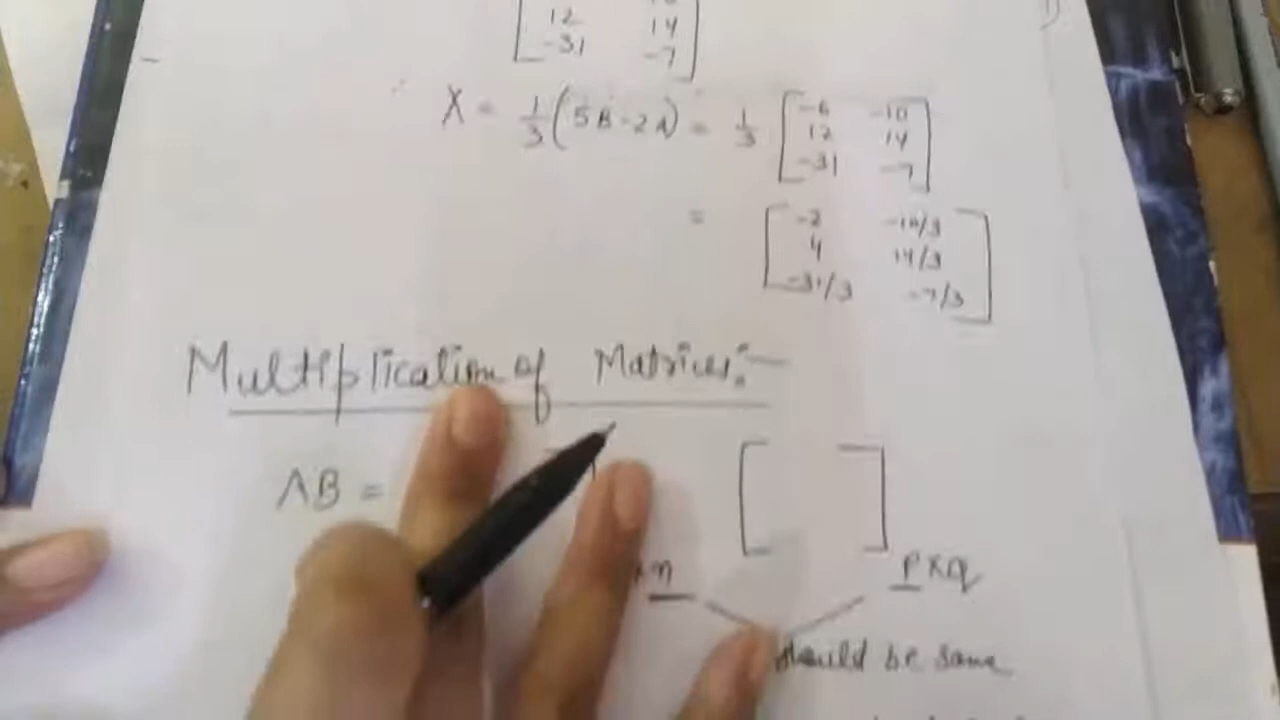 12 14
-31 -7
X = 1/3 (5B-2A) = 1/3 [-6 -10
12 14
-31 -7]
= [-2 -10/3
4 14/3
-31/3 -7/3]
Multiplication of Matrices:-
AB = [ ]
×n p×q
should be same